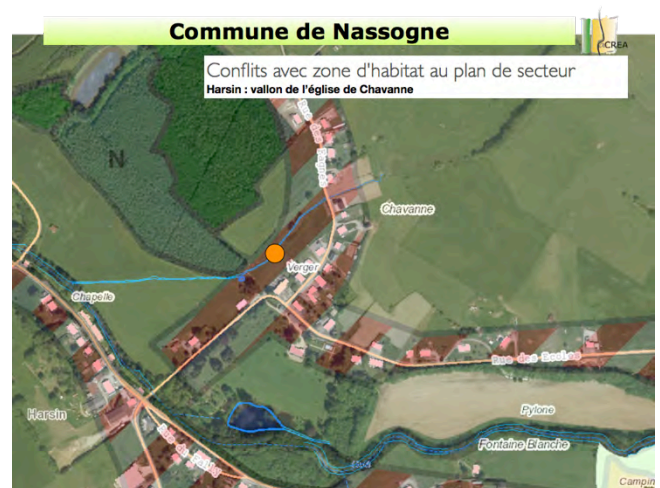 Commune de Nassogne
CREA
Conflits avec zone d'habitat au plan de secteur
Harsin : vallon de l'église de Chavanne
N
Chavanne
Verger
Chapelle
Rue des Ecoles
Harsin
Pylone
Fontaine Blanche
Campin